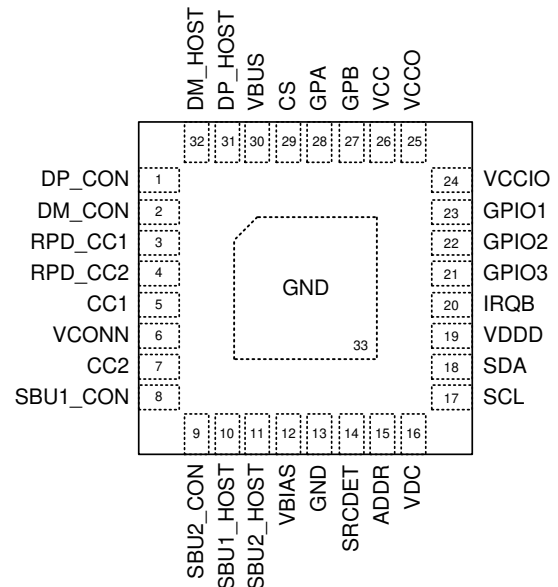 DM_HOST
DP_HOST
VBUS
CS
GPA
GPB
VCC
VCCO
32
31
30
29
28
27
26
25
DP_CON 1
DM_CON 2
RPD_CC1 3
RPD_CC2 4
CC1 5
VCONN 6
CC2 7
SBU1_CON 8
24 VCCIO
23 GPIO1
22 GPIO2
21 GPIO3
20 IRQB
19 VDDD
18 SDA
17 SCL
GND
33
9
10
11
12
13
14
15
16
SBU2_CON
SBU1_HOST
SBU2_HOST
VBIAS
GND
SRCDET
ADDR
VDC